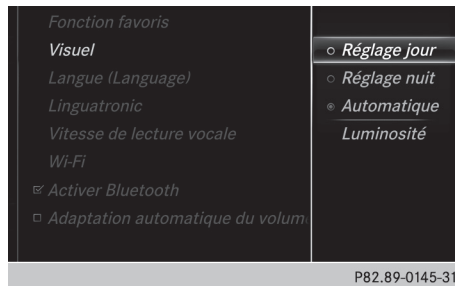 Fonction favoris
Visuel
Langue (Language)
Linguatronic
Vitesse de lecture vocale
Wi-Fi
Activer Bluetooth
Adaptation automatique du volum
Réglage jour
Réglage nuit
Automatique
Luminosité
P82.89-0145-31